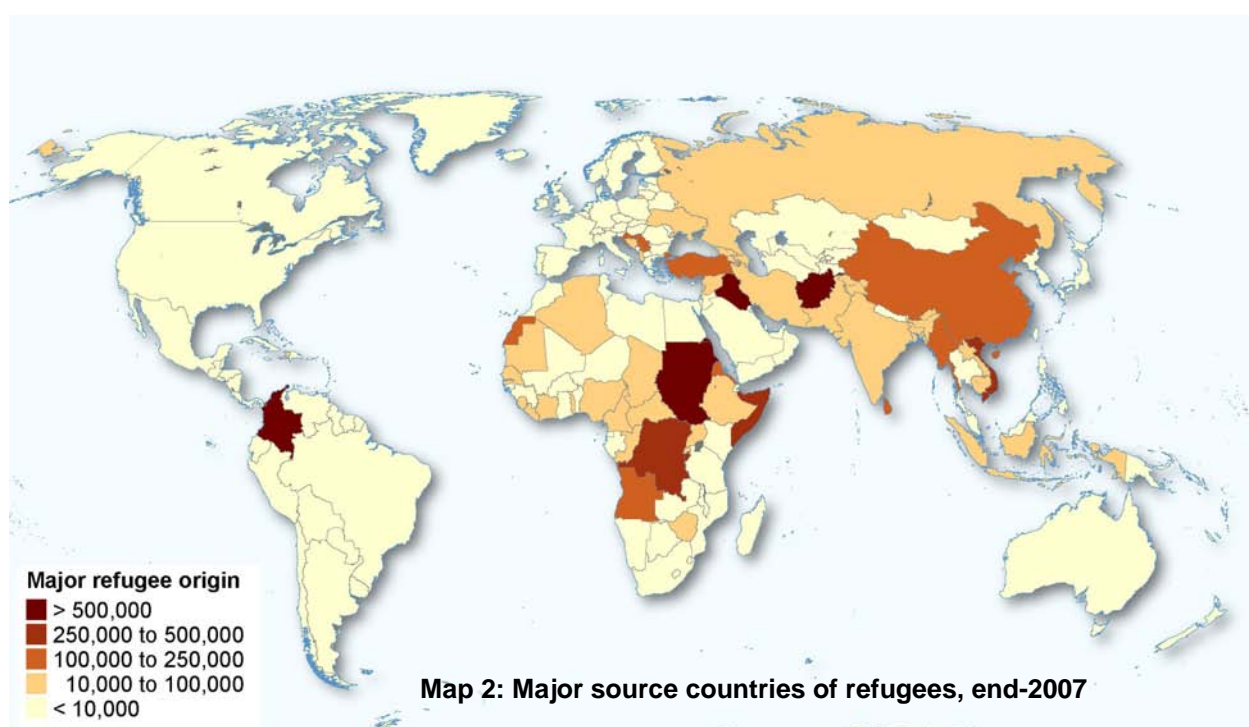 Major refugee origin
> 500,000
250,000 to 500,000
100,000 to 250,000
10,000 to 100,000
< 10,000
Map 2: Major source countries of refugees, end-2007